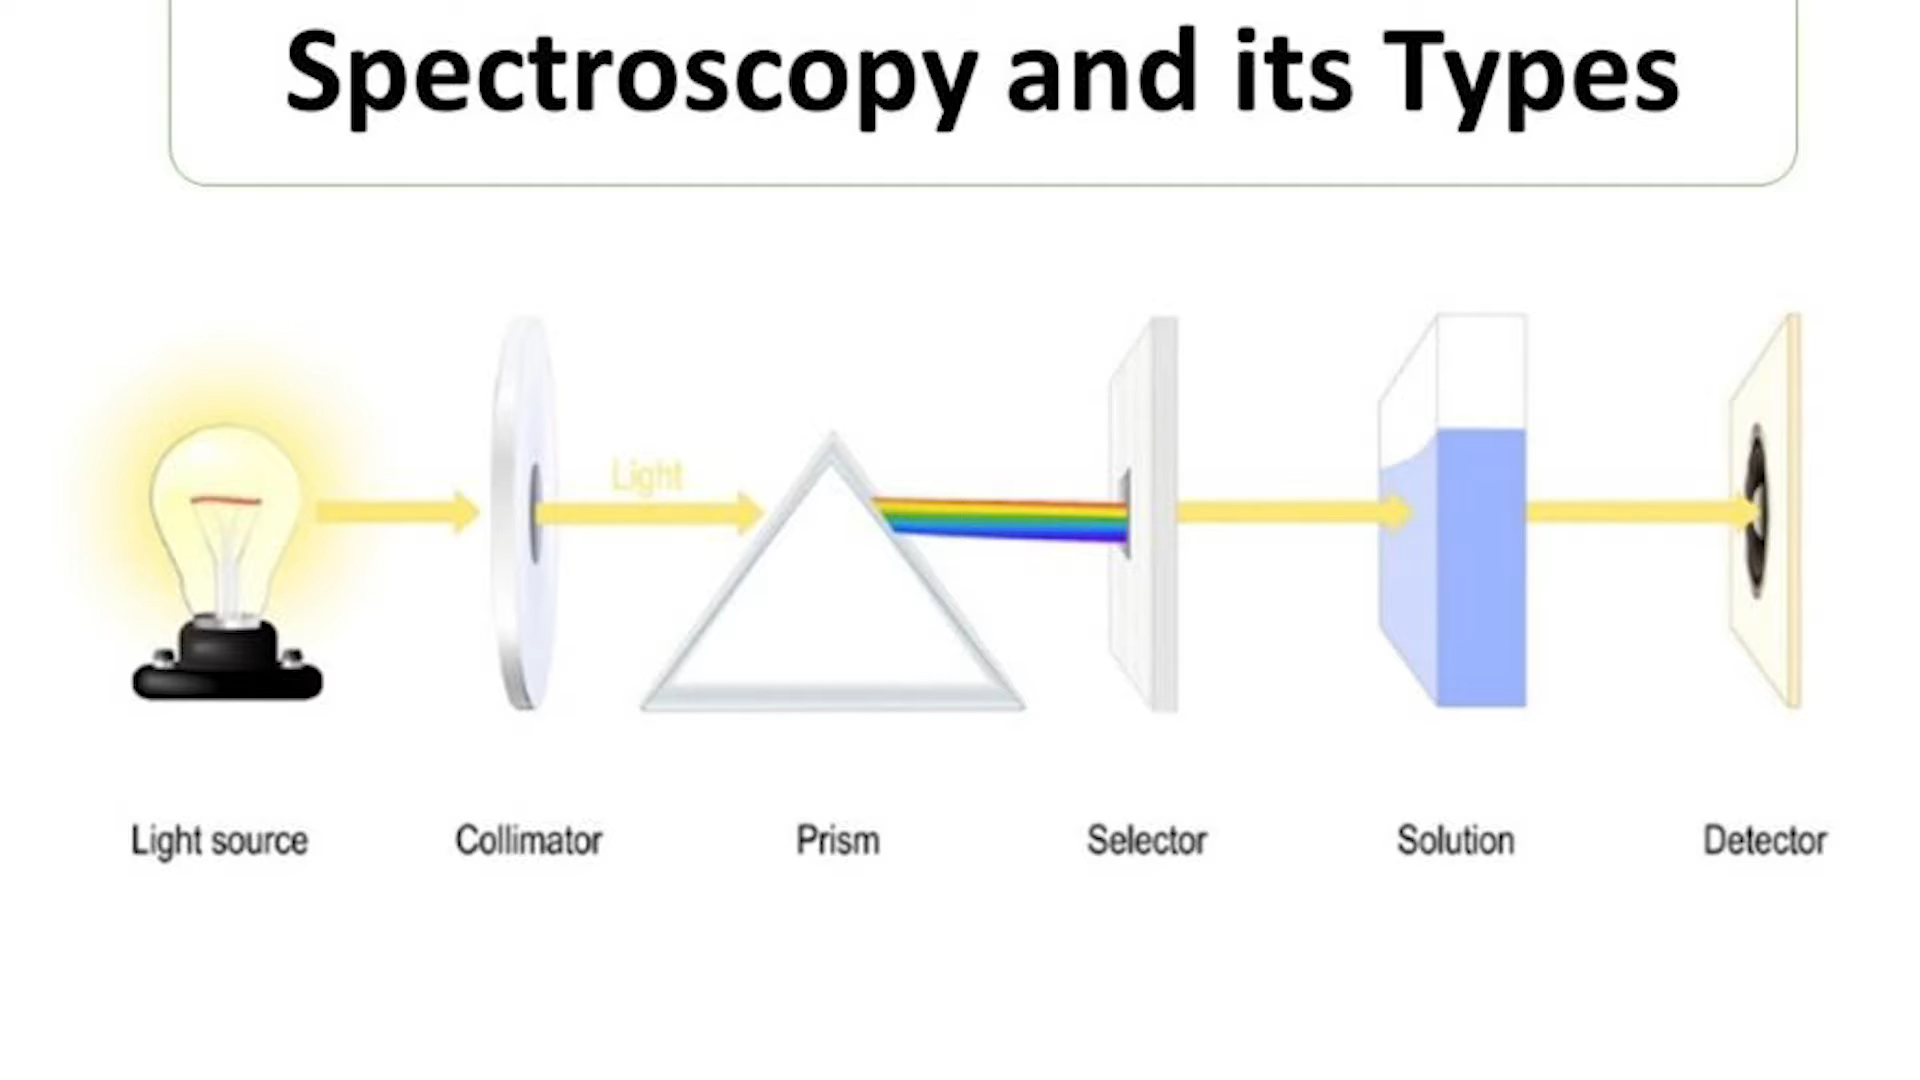 Spectroscopy and its Types
Light
Light source
Collimator
Prism
Selector
Solution
Detector